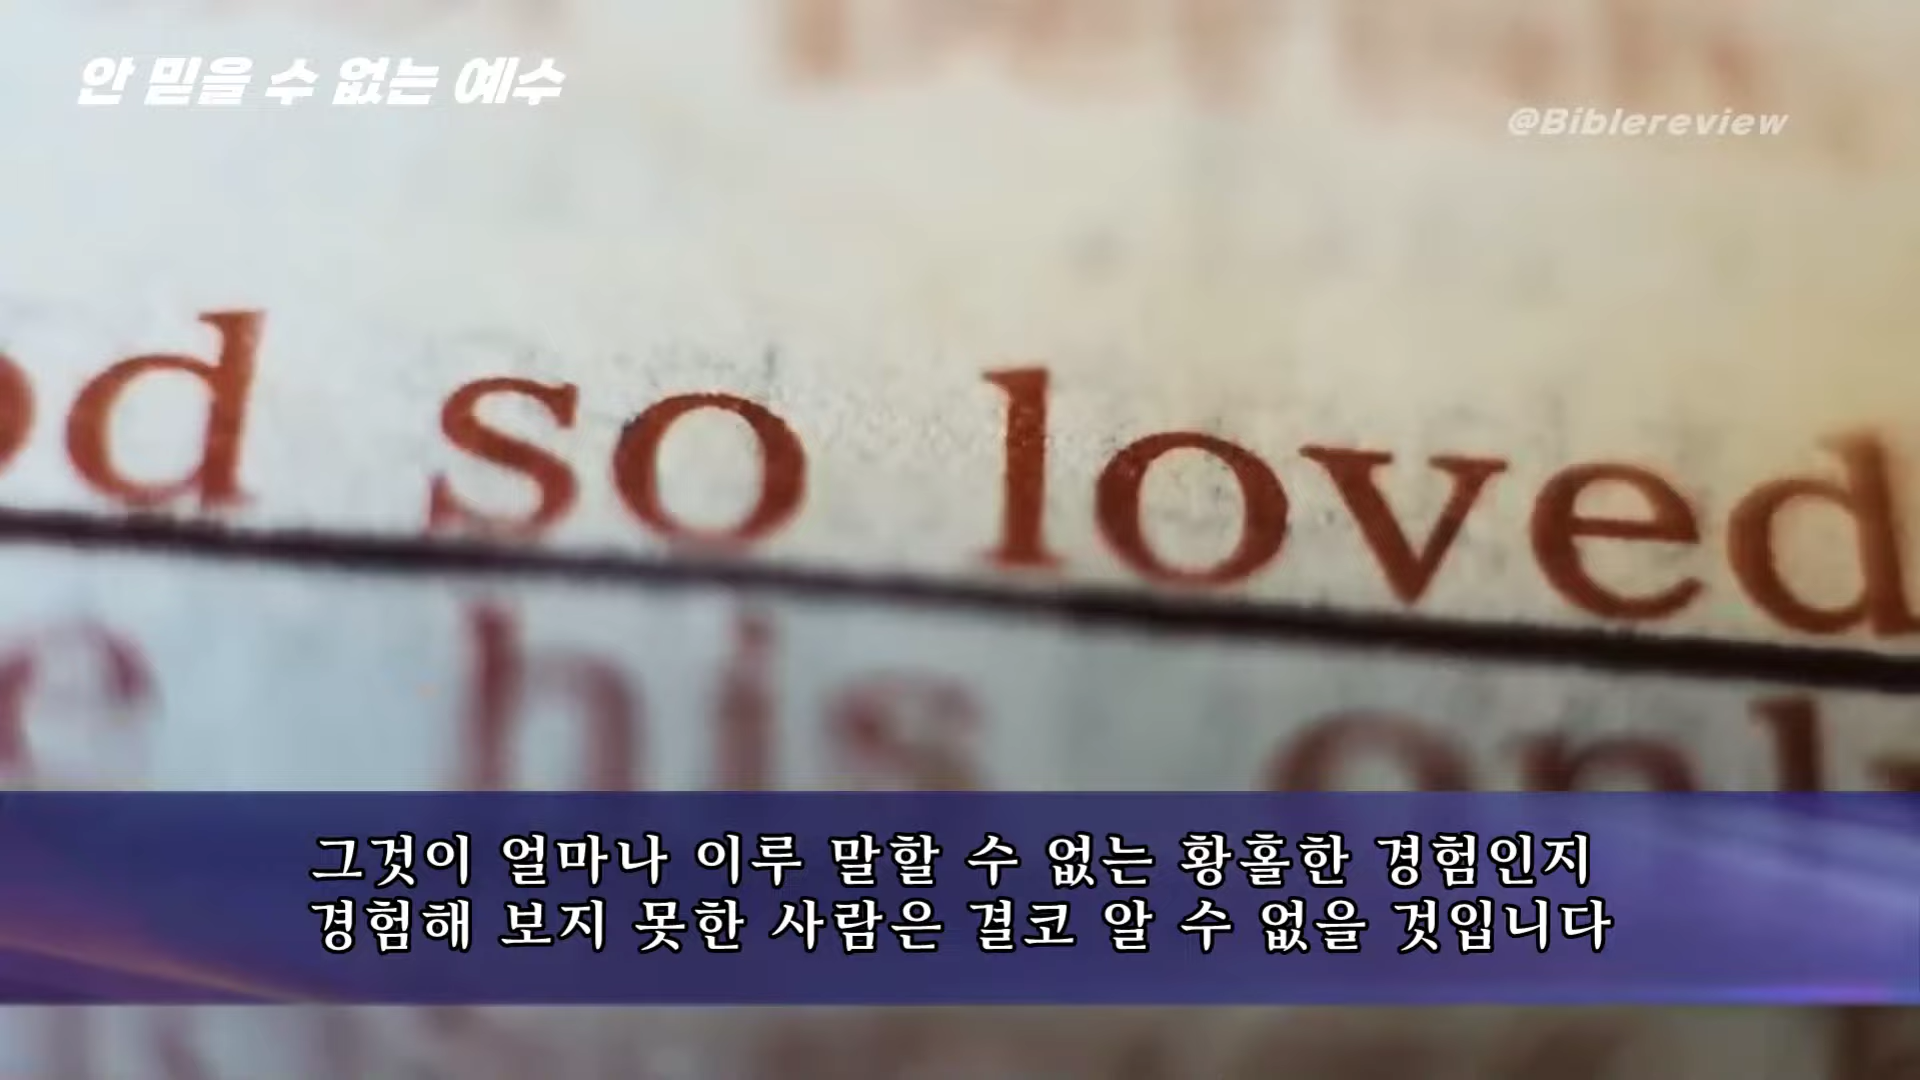 안 믿을 수 없는 예수
@Biblereview
od so loved
his only
그것이 얼마나 이루 말할 수 없는 황홀한 경험인지
경험해 보지 못한 사람은 결코 알 수 없을 것입니다